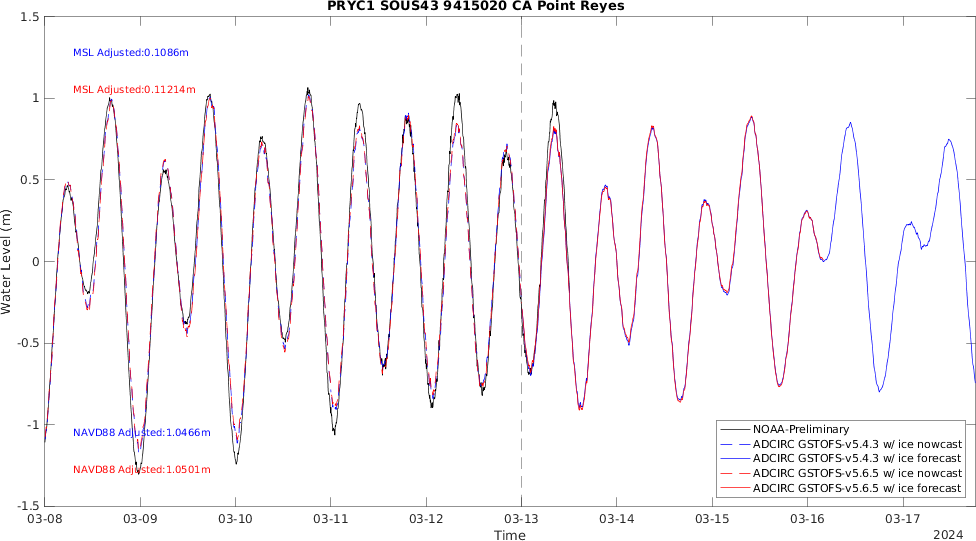 PRYC1 SOUS43 9415020 CA Point Reyes
1.5
MSL Adjusted:0.1086m
MSL Adjusted:0.11214m
1
0.5
Water Level (m)
0
-0.5
-1
NAVD88 Adjusted:1.0466m
NAVD88 Adjusted:1.0501m
-1.5
NOAA-Preliminary
ADCIRC GSTOFS-v5.4.3 w/ ice nowcast
ADCIRC GSTOFS-v5.4.3 w/ ice forecast
ADCIRC GSTOFS-v5.6.5 w/ ice nowcast
ADCIRC GSTOFS-v5.6.5 w/ ice forecast
03-08 03-09 03-10 03-11 03-12 03-13 03-14 03-15 03-16 03-17
Time
2024